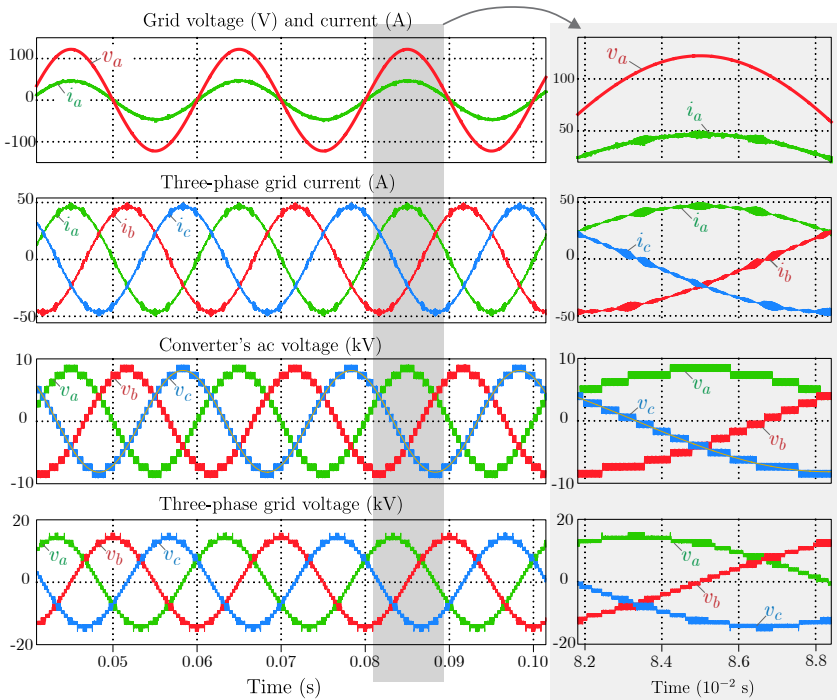 Grid voltage (V) and current (A)
100
0
-100
v_a
i_a
100
50
v_a
i_a
Three-phase grid current (A)
50
0
-50
i_a
i_b
i_c
50
0
-50
i_a
i_c
i_b
Converter's ac voltage (kV)
10
0
-10
v_a
v_b
v_c
10
0
-10
v_a
v_c
v_b
Three-phase grid voltage (kV)
20
0
-20
v_a
v_b
v_c
20
0
-20
v_a
v_b
v_c
0.05 0.06 0.07 0.08 0.09 0.10
Time (s)
8.2 8.4 8.6 8.8
Time (10⁻² s)